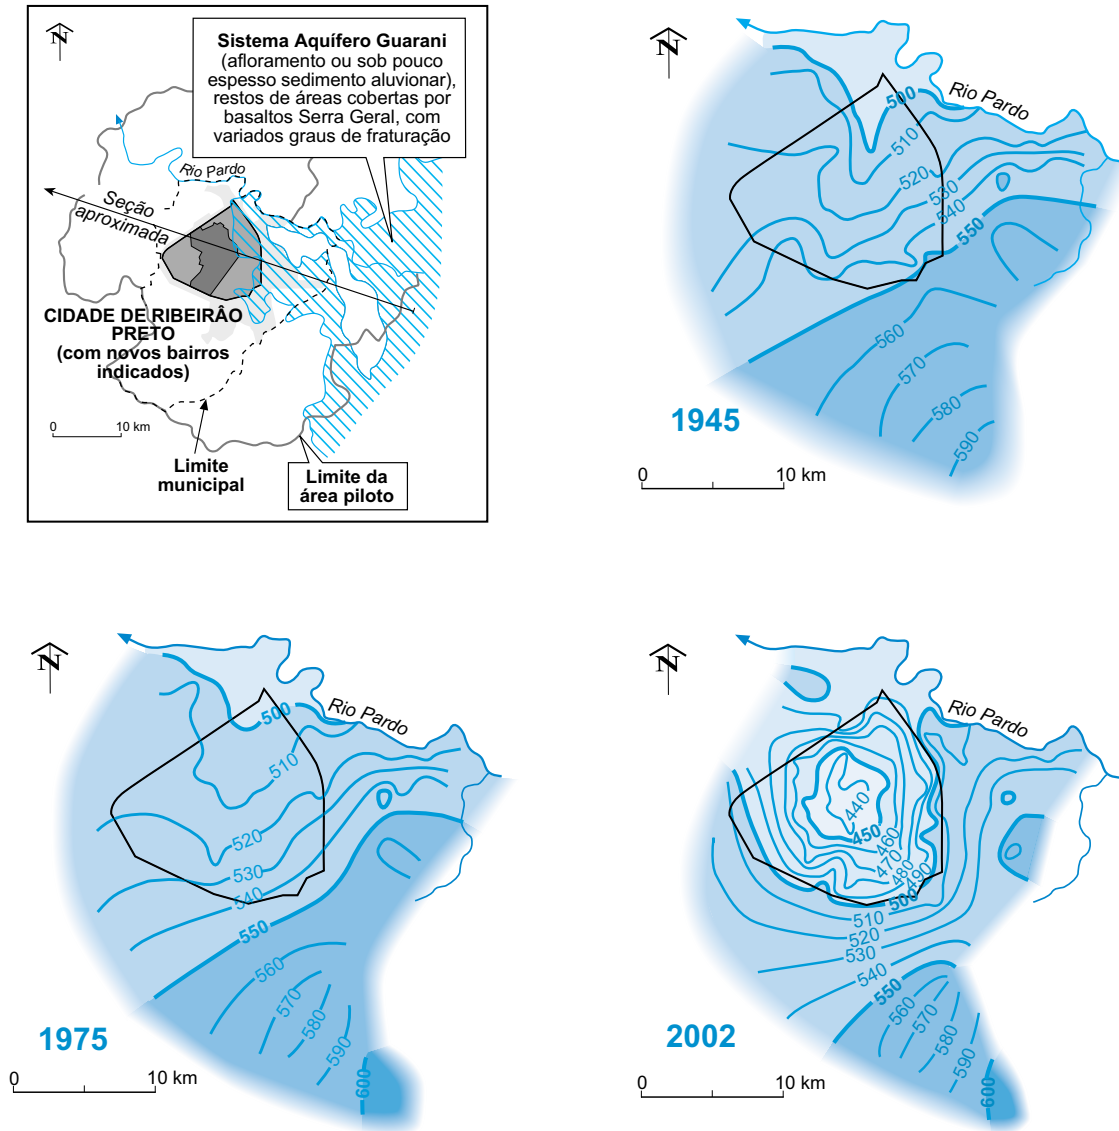 N
Sistema Aquífero Guarani
(afloramento ou sob pouco
espesso sedimento aluvionar),
restos de áreas cobertas por
basaltos Serra Geral, com
variados graus de fraturação
Rio Pardo
Seção
aproximada
CIDADE DE RIBEIRÂO
PRETO
(com novos bairros
indicados)
0 10 km
Limite
municipal
Limite da
área piloto
N
Rio Pardo
500
510
520
530
540
550
560
570
580
590
1945
0 10 km
N
Rio Pardo
500
510
520
530
540
550
560
570
580
590
600
1975
0 10 km
N
Rio Pardo
440
450
460
470
480
490
500
510
520
530
540
550
560
570
580
590
600
2002
0 10 km